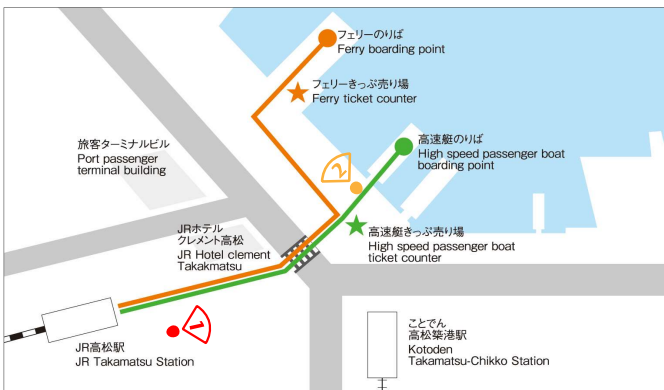 フェリーのりば
Ferry boarding point
フェリーきっぷ売り場
Ferry ticket counter
高速艇のりば
High speed passenger boat
boarding point
旅客ターミナルビル
Port passenger
terminal building
2
JRホテル
クレメント高松
JR Hotel clement
Takakmatsu
高速艇きっぷ売り場
High speed passenger boat
ticket counter
1
JR高松駅
JR Takamatsu Station
ことでん
高松築港駅
Kotoden
Takamatsu-Chikko Station